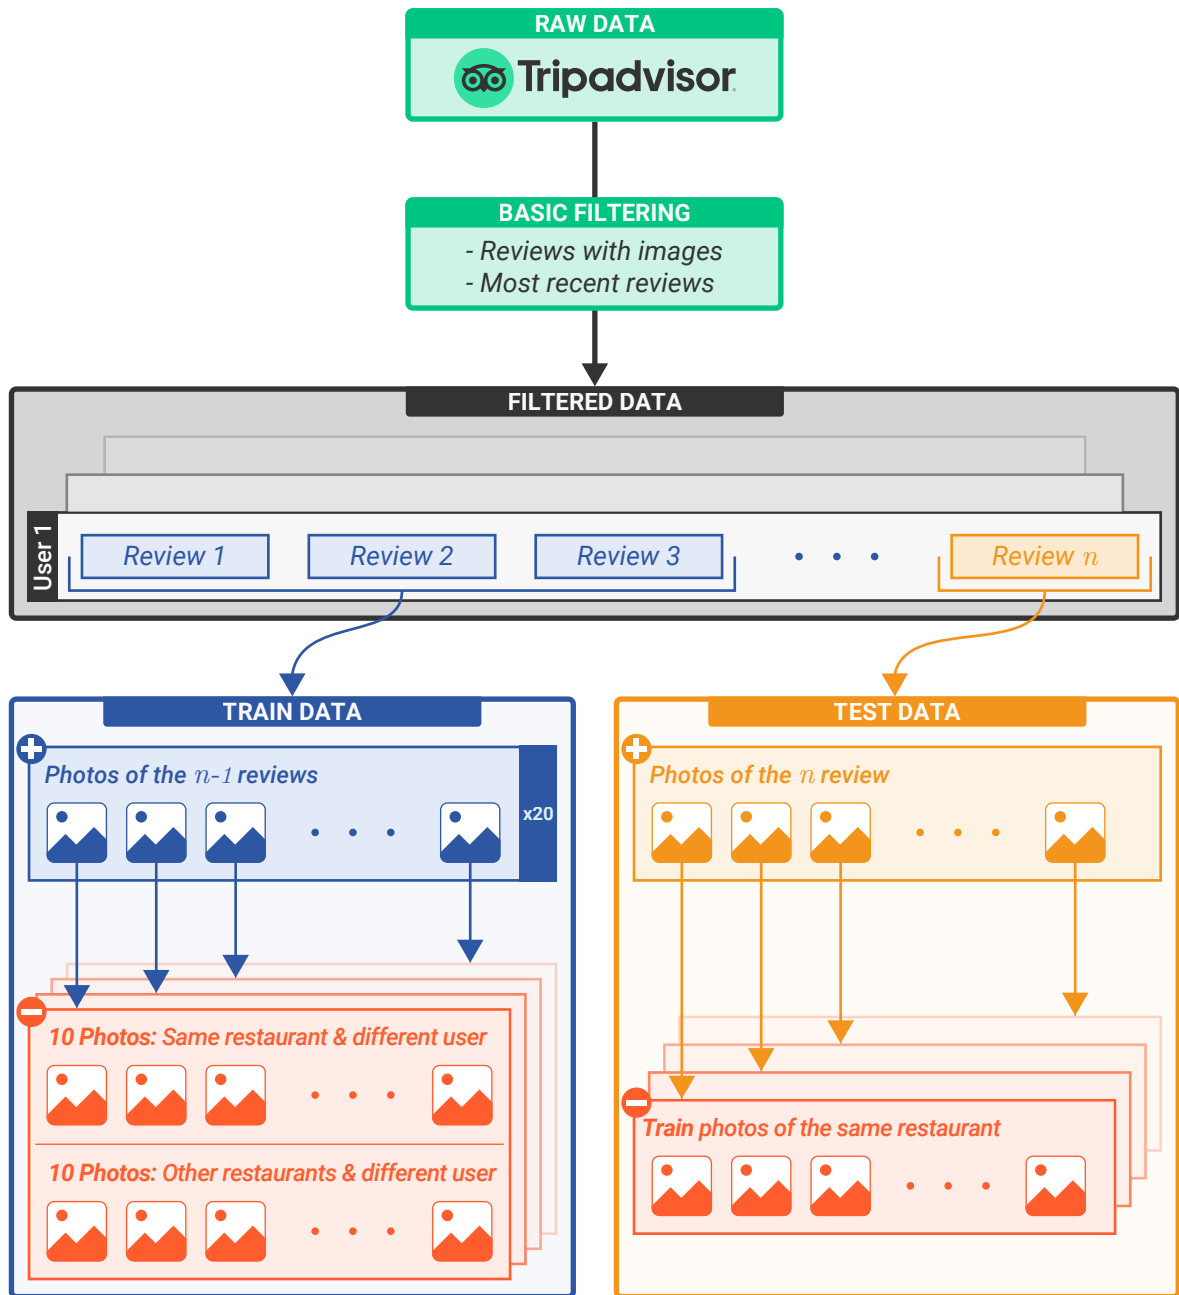 RAW DATA
Tripadvisor
BASIC FILTERING
- Reviews with images
- Most recent reviews
FILTERED DATA
User 1
Review 1
Review 2
Review 3
. . .
Review n
TRAIN DATA
Photos of the n-1 reviews
. . .
x20
10 Photos: Same restaurant & different user
. . .
10 Photos: Other restaurants & different user
. . .
TEST DATA
Photos of the n review
. . .
Train photos of the same restaurant
. . .